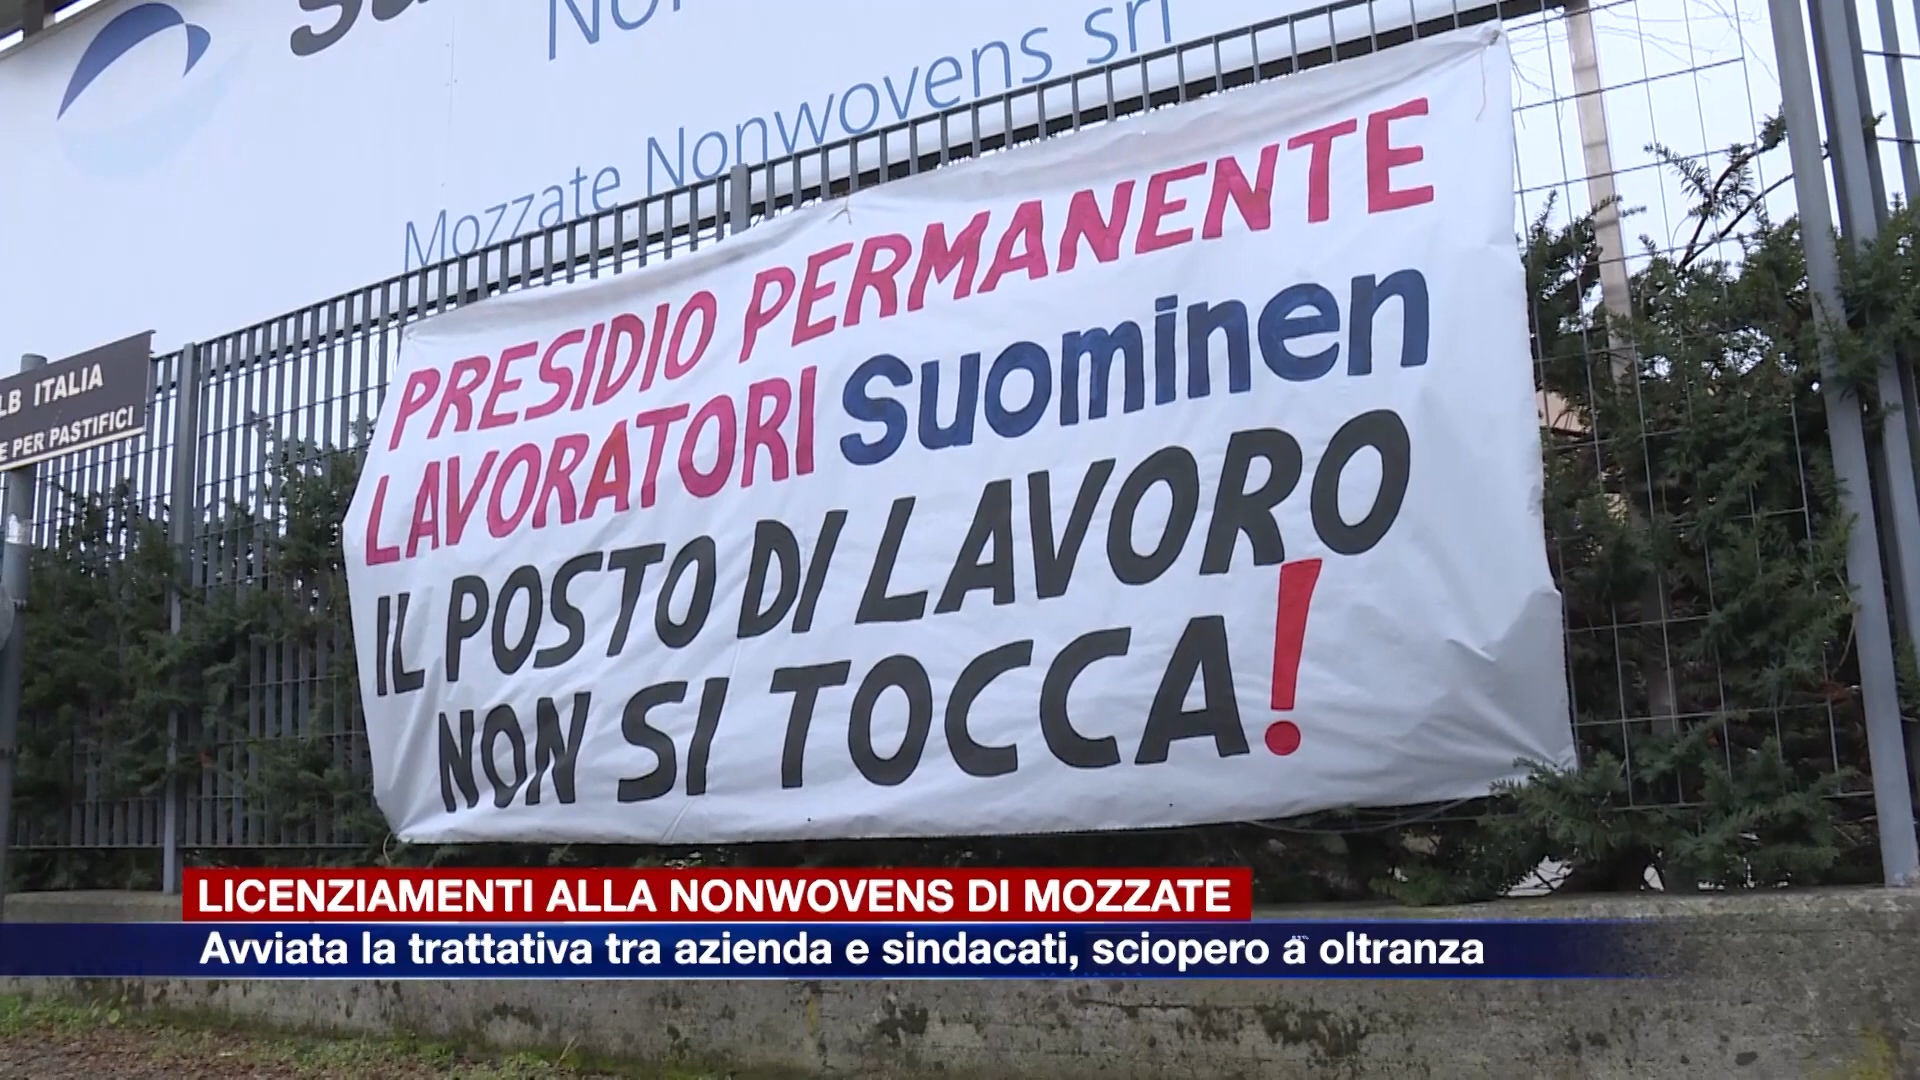 Mozzate Nonwovens srl
LB ITALIA
PER PASTIFICI
PRESIDIO PERMANENTE
LAVORATORI Suominen
IL POSTO DI LAVORO
NON SI TOCCA!
LICENZIAMENTI ALLA NONWOVENS DI MOZZATE
Avviata la trattativa tra azienda e sindacati, sciopero a oltranza